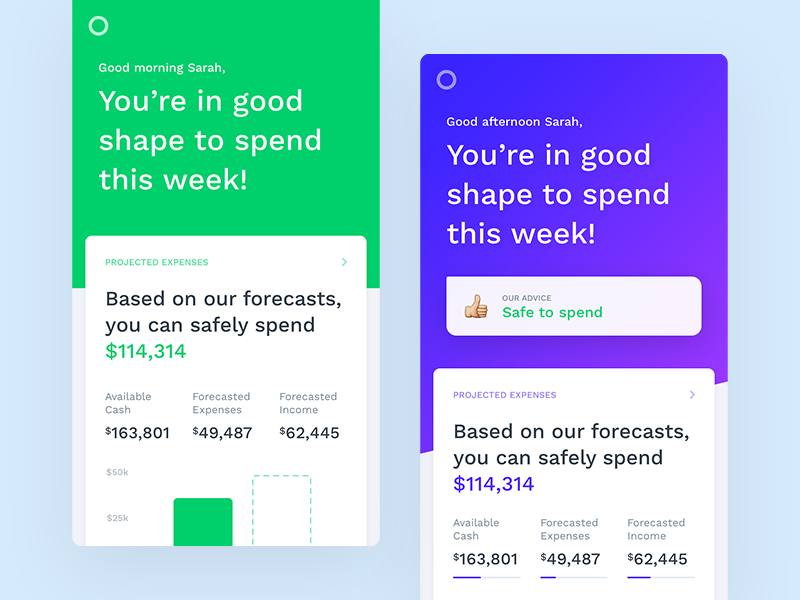 Good morning Sarah,
You’re in good
shape to spend
this week!
PROJECTED EXPENSES
Based on our forecasts,
you can safely spend
$114,314
Available
Cash
$163,801
Forecasted
Expenses
$49,487
Forecasted
Income
$62,445
$50k
$25k
Good afternoon Sarah,
You’re in good
shape to spend
this week!
OUR ADVICE
Safe to spend
PROJECTED EXPENSES
Based on our forecasts,
you can safely spend
$114,314
Available
Cash
$163,801
Forecasted
Expenses
$49,487
Forecasted
Income
$62,445